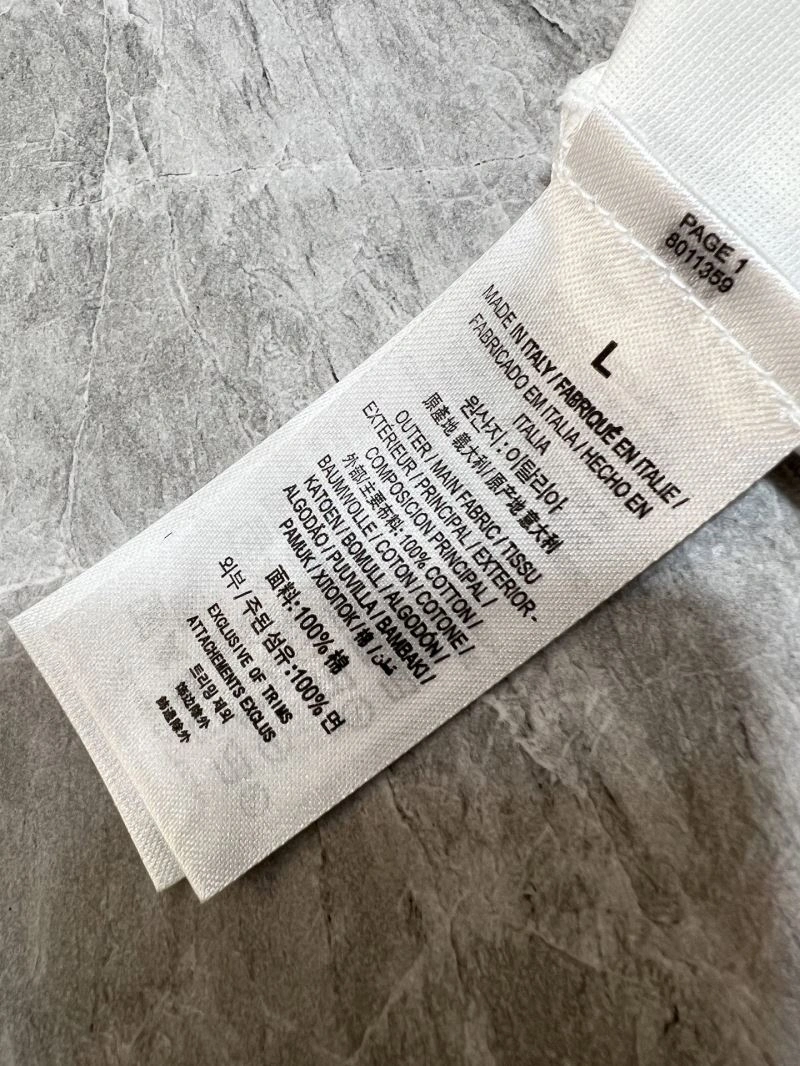 PAGE 1
8011359
L
MADE IN ITALY / FABRIQUÉ EN ITALIE /
FABRICADO EM ITALIA / HECHO EN
ITALIA
원산지 : 이탈리아
原產地 義大利 / 原产地 意大利
OUTER / MAIN FABRIC / TISSU
EXTÉRIEUR / PRINCIPAL / EXTERIOR -
COMPOSICION PRINCIPAL /
外部/主要布料: 100% COTTON /
BAUMWOLLE / COTON / COTONE /
KATOEN / BOMULL / ALGODÓN /
ALGODÃO / PUUVILLA / BAMBAKI /
PAMUK / ХЛОПОК / 棉 / قطن
面料: 100% 棉
외부 / 주된 섬유 :100% 면
EXCLUSIVE OF TRIMS
ATTACHEMENTS EXCLUS
트리밍 제외
饰边除外
飾邊除外